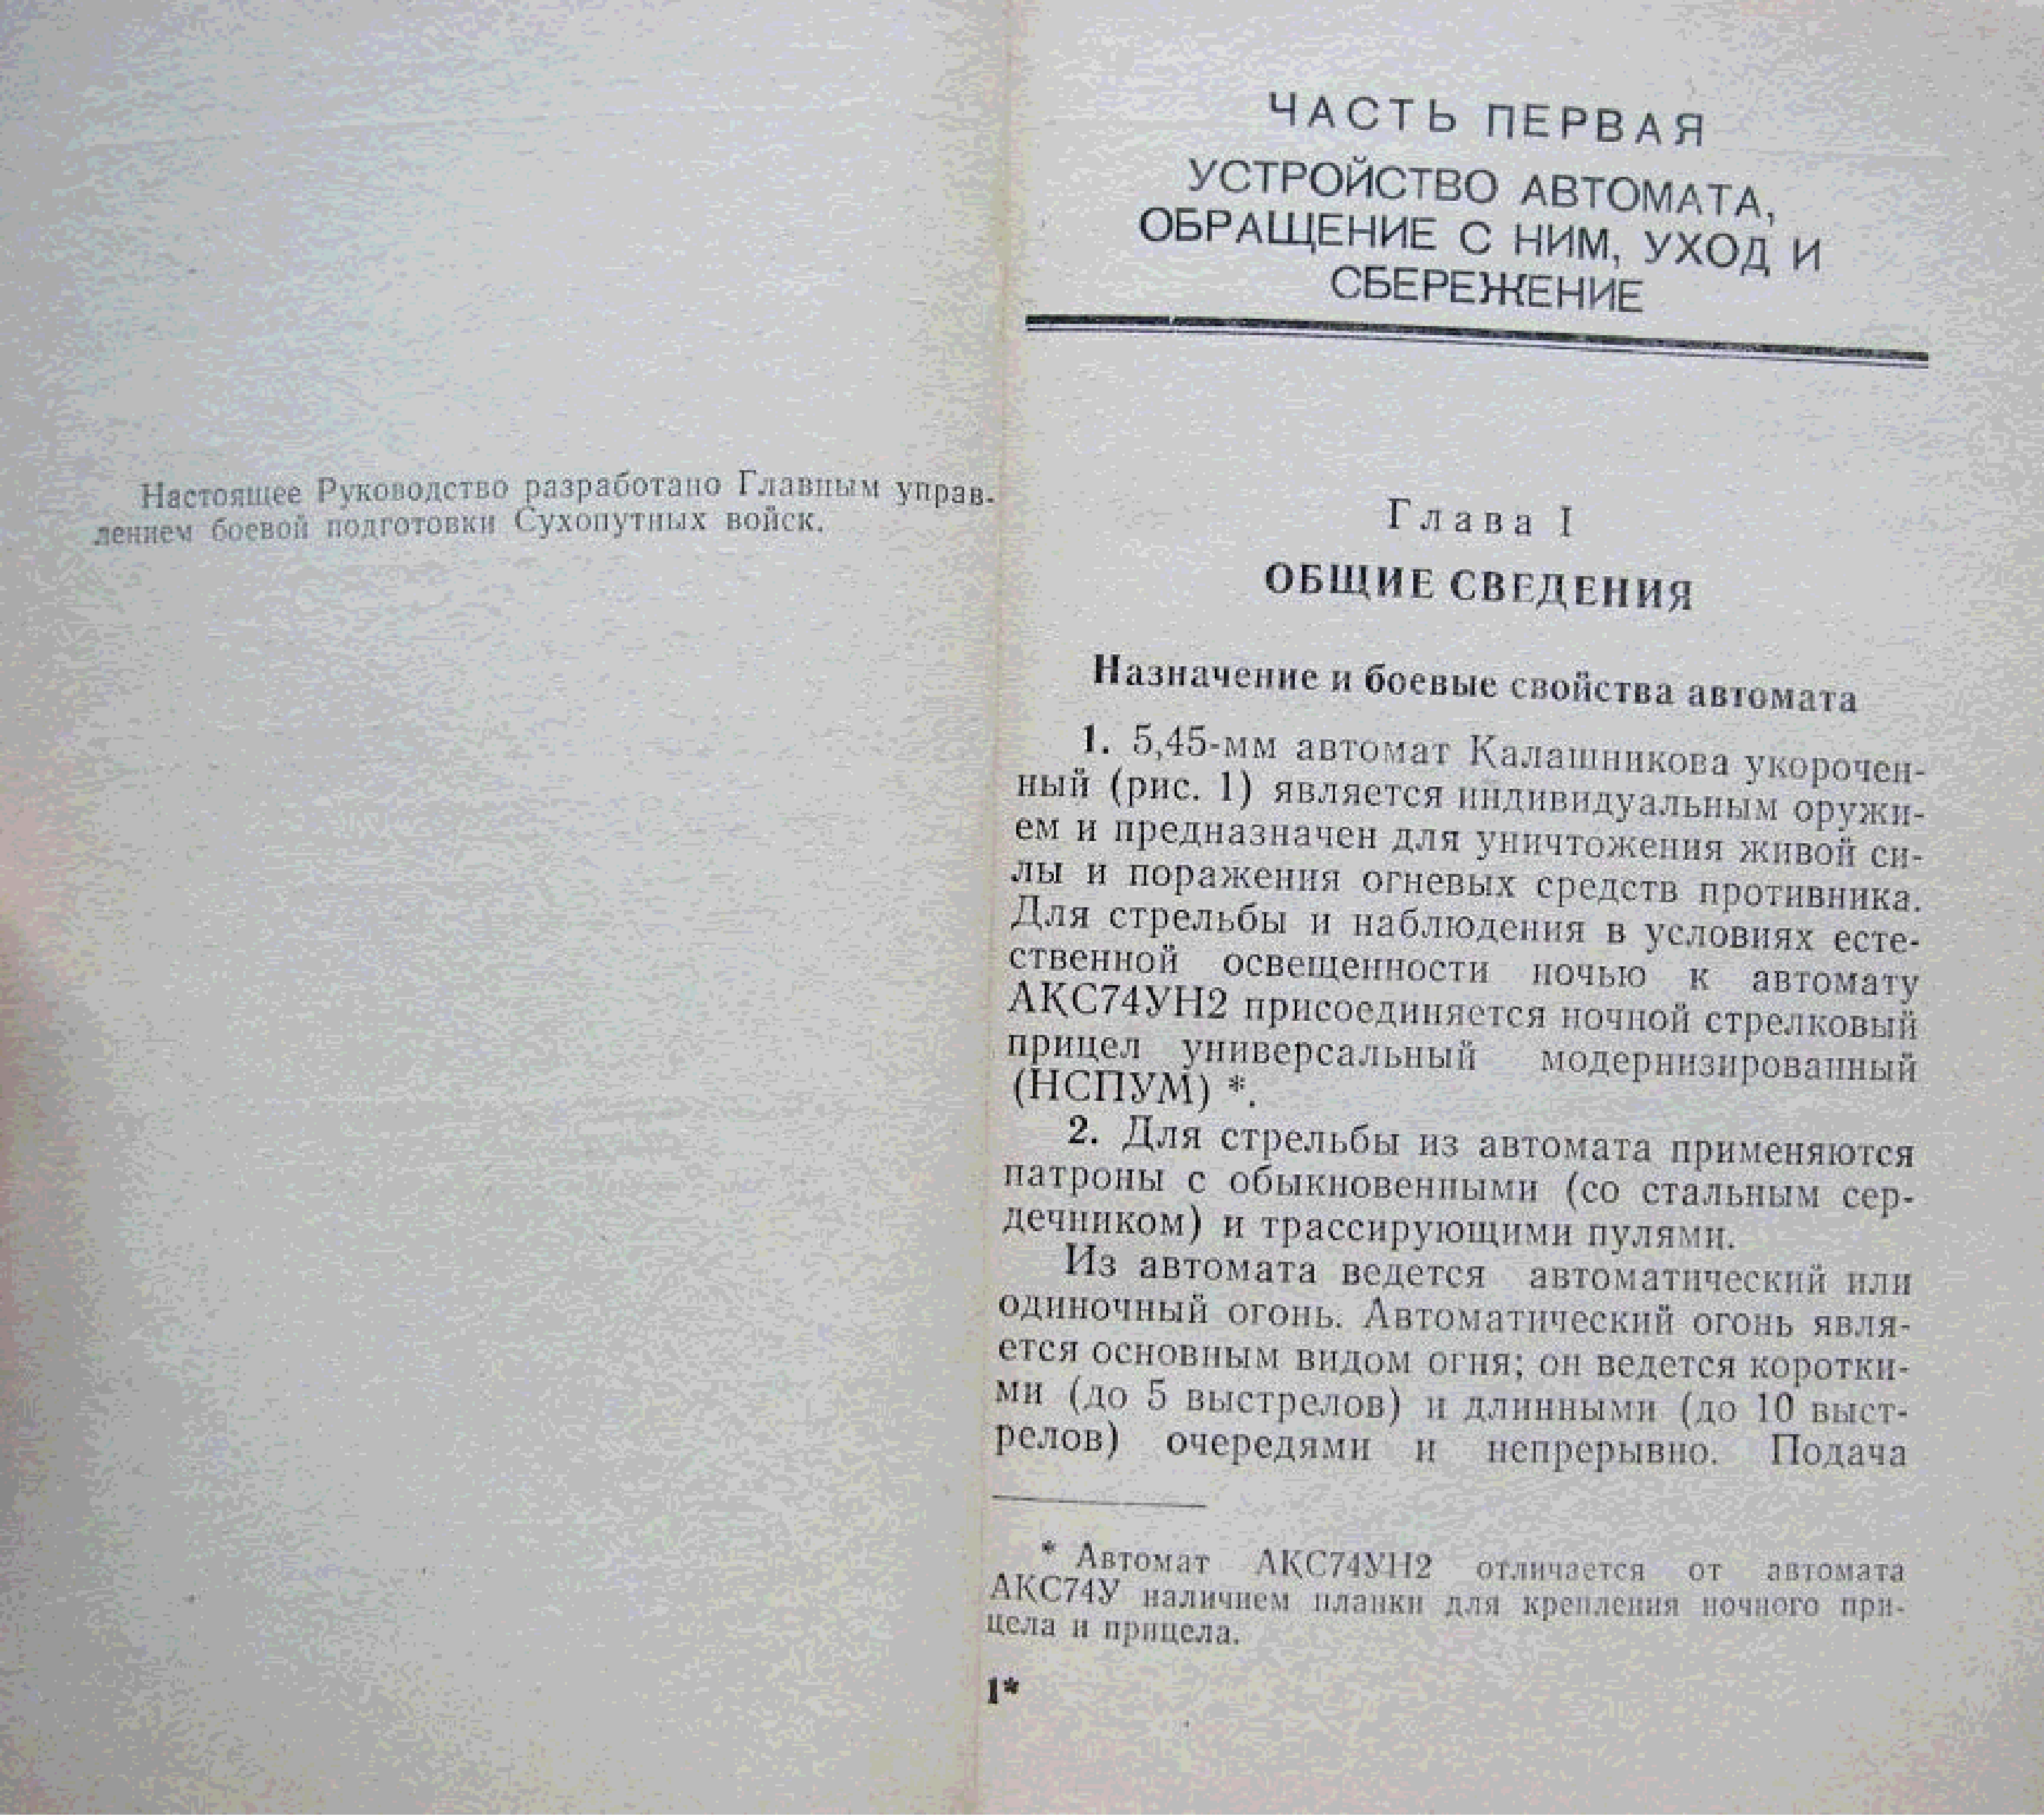 Настоящее Руководство разработано Главным управ-
лением боевой подготовки Сухопутных войск.
ЧАСТЬ ПЕРВАЯ
УСТРОЙСТВО АВТОМАТА,
ОБРАЩЕНИЕ С НИМ, УХОД И
СБЕРЕЖЕНИЕ
Глава I
ОБЩИЕ СВЕДЕНИЯ
Назначение и боевые свойства автомата
1. 5,45-мм автомат Калашникова укорочен-
ный (рис. 1) является индивидуальным оружи-
ем и предназначен для уничтожения живой си-
лы и поражения огневых средств противника.
Для стрельбы и наблюдения в условиях есте-
ственной освещенности ночью к автомату
АКС74УН2 присоединяется ночной стрелковый
прицел универсальный модернизированный
(НСПУМ) *.
2. Для стрельбы из автомата применяются
патроны с обыкновенными (со стальным сер-
дечником) и трассирующими пулями.
Из автомата ведется автоматический или
одиночный огонь. Автоматический огонь явля-
ется основным видом огня; он ведется коротки-
ми (до 5 выстрелов) и длинными (до 10 выст-
релов) очередями и непрерывно. Подача
* Автомат АКС74УН2 отличается от автомата
АКС74У наличием планки для крепления ночного при-
цела и прицела.
1*